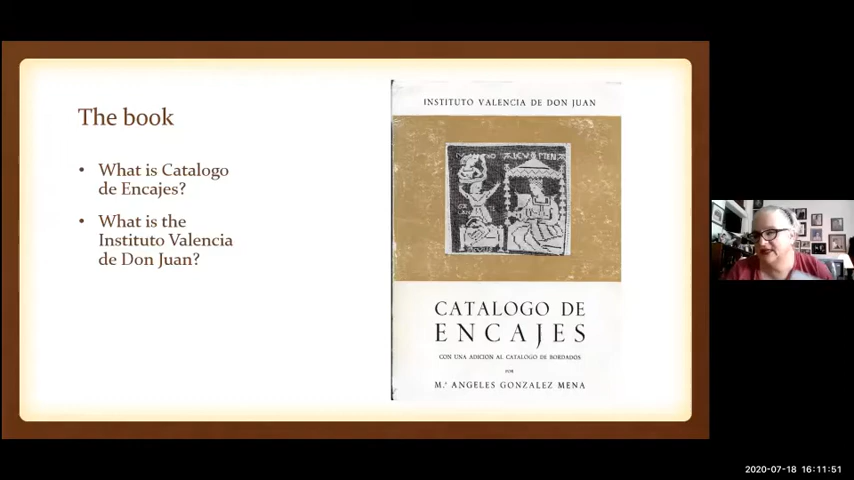 The book
• What is Catalogo
de Encajes?
• What is the
Instituto Valencia
de Don Juan?
INSTITUTO VALENCIA DE DON JUAN
CATALOGO DE
ENCAJES
CON UNA ADICION AL CATALOGO DE BORDADOS
POR
M.ª ANGELES GONZALEZ MENA
2020-07-18 16:11:51